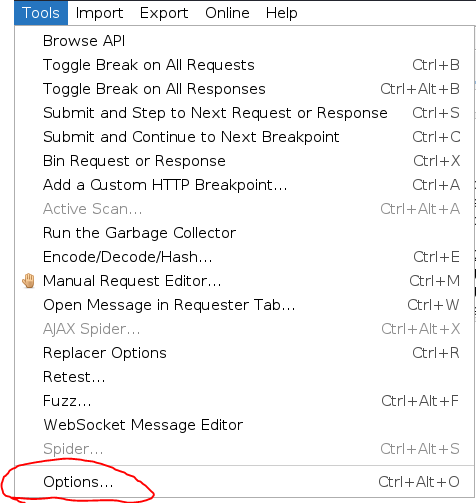 Tools Import Export Online Help
Browse API
Toggle Break on All Requests Ctrl+B
Toggle Break on All Responses Ctrl+Alt+B
Submit and Step to Next Request or Response Ctrl+S
Submit and Continue to Next Breakpoint Ctrl+C
Bin Request or Response Ctrl+X
Add a Custom HTTP Breakpoint... Ctrl+A
Active Scan... Ctrl+Alt+A
Run the Garbage Collector
Encode/Decode/Hash... Ctrl+E
Manual Request Editor... Ctrl+M
Open Message in Requester Tab... Ctrl+W
AJAX Spider... Ctrl+Alt+X
Replacer Options Ctrl+R
Retest...
Fuzz... Ctrl+Alt+F
WebSocket Message Editor
Spider... Ctrl+Alt+S
Options... Ctrl+Alt+O